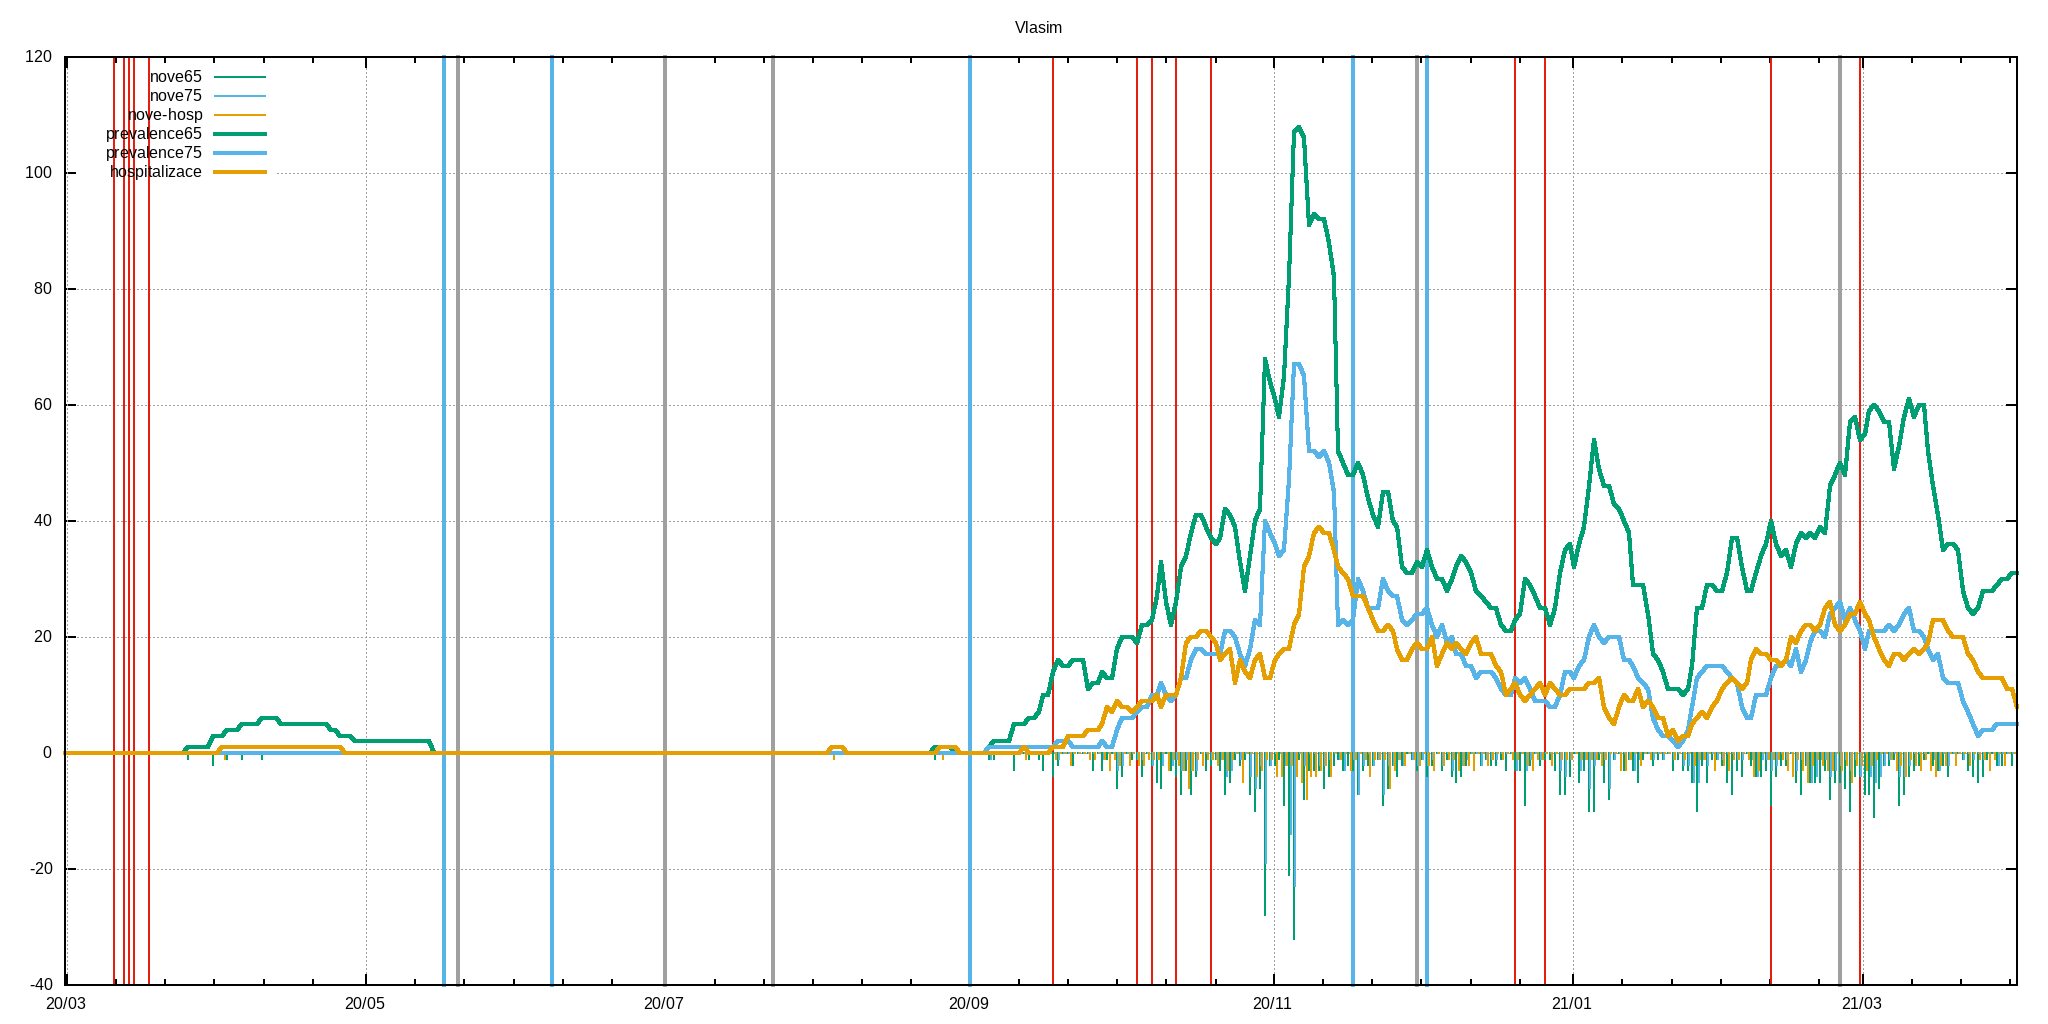 Vlasim
120
100
80
60
40
20
0
-20
-40
nove65
nove75
nove-hosp
prevalence65
prevalence75
hospitalizace
20/03 20/05 20/07 20/09 20/11 21/01 21/03